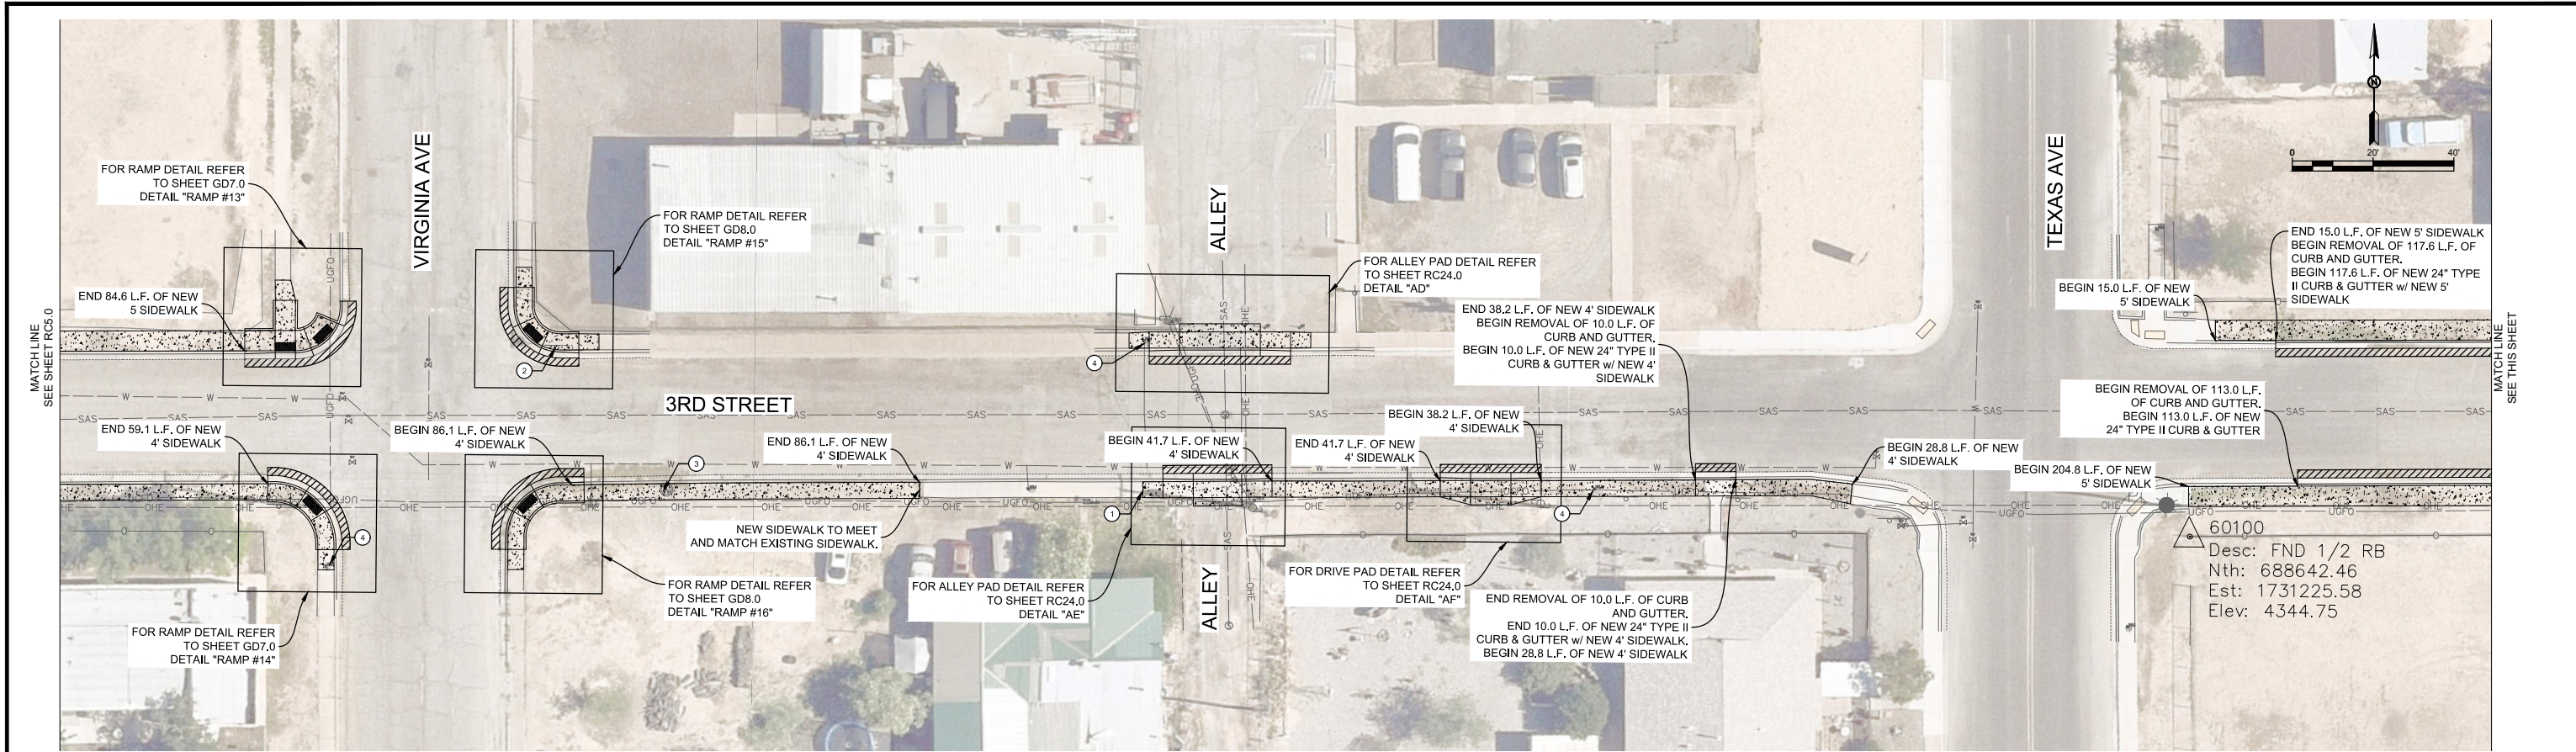 MATCH LINE
SEE SHEET RC5.0
FOR RAMP DETAIL REFER
TO SHEET GD7.0
DETAIL "RAMP #13"
END 84.6 L.F. OF NEW
5 SIDEWALK
VIRGINIA AVE
FOR RAMP DETAIL REFER
TO SHEET GD8.0
DETAIL "RAMP #15"
2
ALLEY
FOR ALLEY PAD DETAIL REFER
TO SHEET RC24.0
DETAIL "AD"
4
END 38.2 L.F. OF NEW 4' SIDEWALK
BEGIN REMOVAL OF 10.0 L.F. OF
CURB AND GUTTER.
BEGIN 10.0 L.F. OF NEW 24" TYPE II
CURB & GUTTER w/ NEW 4'
SIDEWALK
TEXAS AVE
N
0 20' 40'
END 15.0 L.F. OF NEW 5' SIDEWALK
BEGIN REMOVAL OF 117.6 L.F. OF
CURB AND GUTTER.
BEGIN 117.6 L.F. OF NEW 24" TYPE
II CURB & GUTTER w/ NEW 5'
SIDEWALK
BEGIN 15.0 L.F. OF NEW
5' SIDEWALK
MATCH LINE
SEE THIS SHEET
3RD STREET
END 59.1 L.F. OF NEW
4' SIDEWALK
BEGIN 86.1 L.F. OF NEW
4' SIDEWALK
END 86.1 L.F. OF NEW
4' SIDEWALK
3
BEGIN 41.7 L.F. OF NEW
4' SIDEWALK
END 41.7 L.F. OF NEW
4' SIDEWALK
BEGIN 38.2 L.F. OF NEW
4' SIDEWALK
BEGIN 28.8 L.F. OF NEW
4' SIDEWALK
BEGIN REMOVAL OF 113.0 L.F.
OF CURB AND GUTTER.
BEGIN 113.0 L.F. OF NEW
24" TYPE II CURB & GUTTER
BEGIN 204.8 L.F. OF NEW
5' SIDEWALK
4
1
4
NEW SIDEWALK TO MEET
AND MATCH EXISTING SIDEWALK.
FOR RAMP DETAIL REFER
TO SHEET GD7.0
DETAIL "RAMP #14"
FOR RAMP DETAIL REFER
TO SHEET GD8.0
DETAIL "RAMP #16"
FOR ALLEY PAD DETAIL REFER
TO SHEET RC24.0
DETAIL "AE"
ALLEY
FOR DRIVE PAD DETAIL REFER
TO SHEET RC24.0
DETAIL "AF"
END REMOVAL OF 10.0 L.F. OF CURB
AND GUTTER.
END 10.0 L.F. OF NEW 24" TYPE II
CURB & GUTTER w/ NEW 4' SIDEWALK.
BEGIN 28.8 L.F. OF NEW 4' SIDEWALK
60100
Desc: FND 1/2 RB
Nth: 688642.46
Est: 1731225.58
Elev: 4344.75